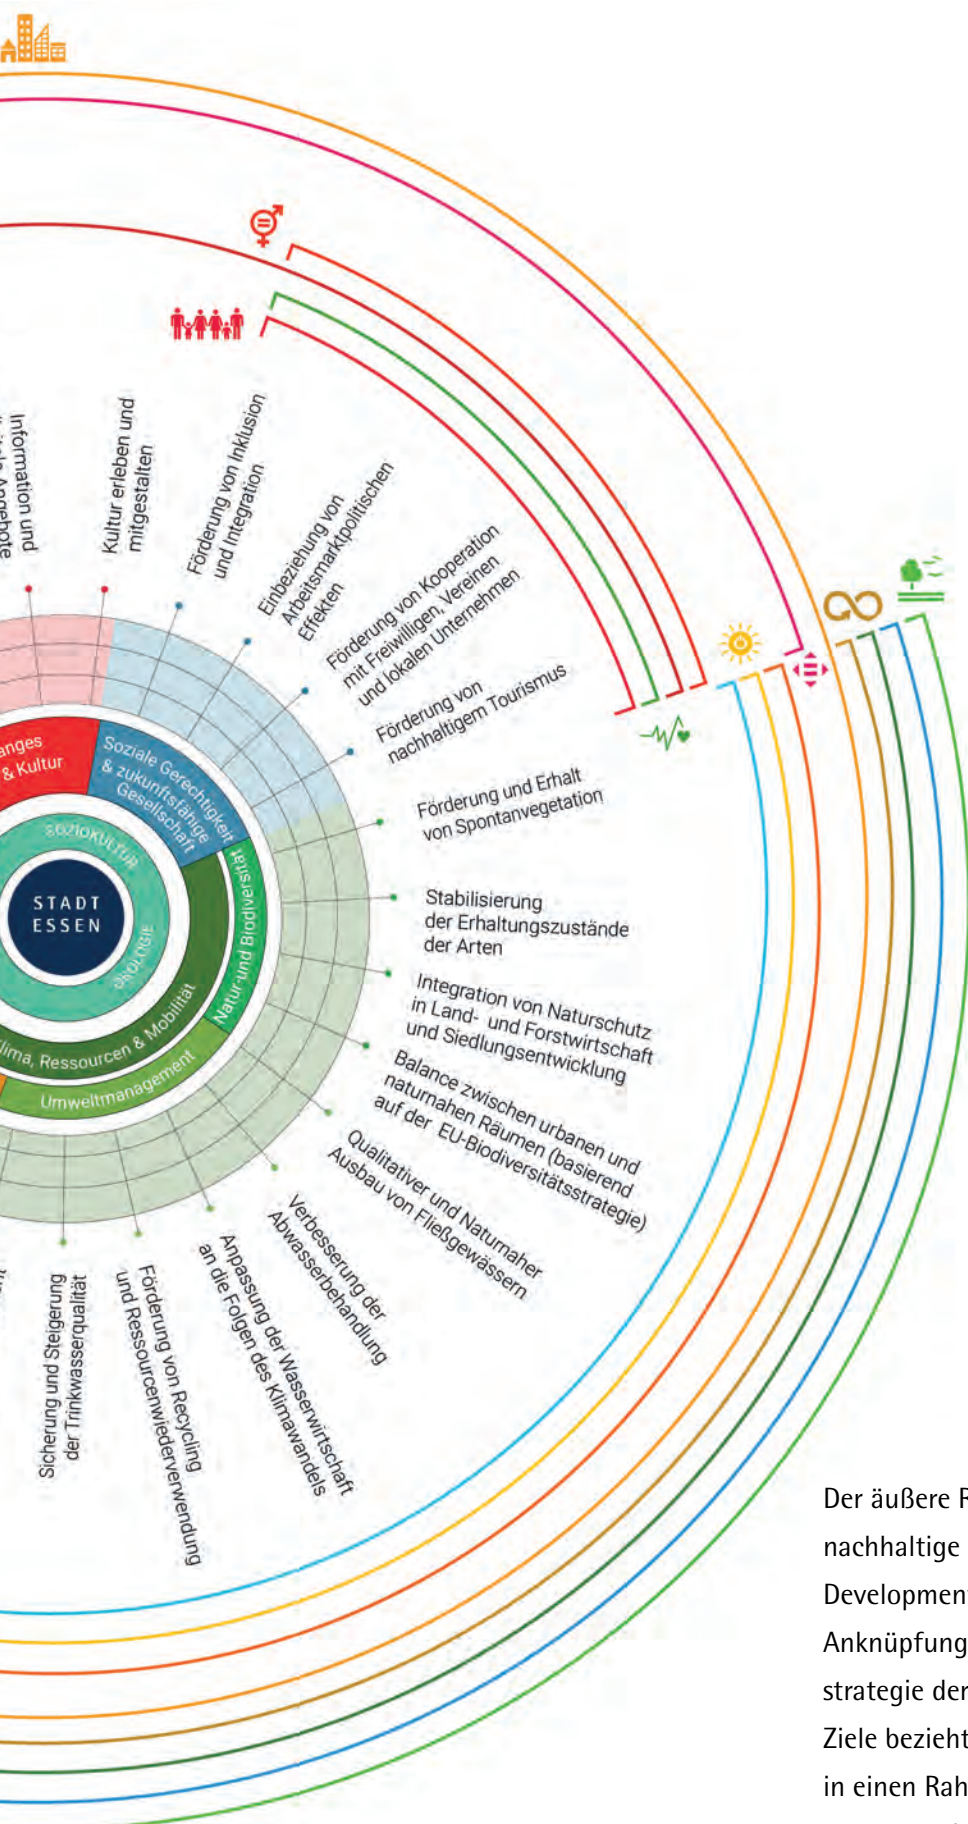 Information und
Angebote
Kultur erleben und
mitgestalten
Förderung von Inklusion
und Integration
Einbeziehung von
Arbeitsmarktpolitischen
Effekten
Förderung von Kooperation
mit Freiwilligen, Vereinen
und lokalen Unternehmen
Förderung von
nachhaltigem Tourismus
Förderung und Erhalt
von Spontanvegetation
Stabilisierung
der Erhaltungszustände
der Arten
Integration von Naturschutz
in Land- und Forstwirtschaft
und Siedlungsentwicklung
Balance zwischen urbanen und
naturnahen Räumen (basierend
auf der EU-Biodiversitätsstrategie)
Qualitativer und Naturnaher
Ausbau von Fließgewässern
Verbesserung der
Abwasserbehandlung
Anpassung der Wasserwirtschaft
an die Folgen des Klimawandels
Förderung von Recycling
und Ressourcenwiederverwendung
Sicherung und Steigerung
der Trinkwasserqualität
anges
& Kultur
Soziale Gerechtigkeit
& zukunftsfähige
Gesellschaft
Natur-und Biodiversität
lima, Ressourcen & Mobilität
Umweltmanagement
SOZIOKULTUR
ÖKOLOGIE
STADT
ESSEN
Der äußere R
nachhaltige
Development
Anknüpfung
strategie der
Ziele bezieht
in einen Rah